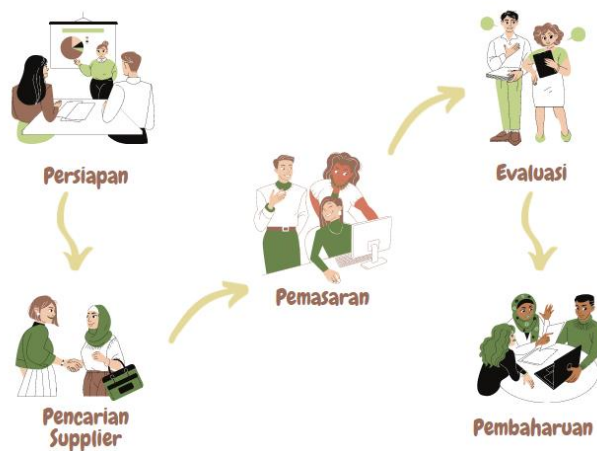 Persiapan
Pencarian
Supplier
Pemasaran
Evaluasi
Pembaharuan